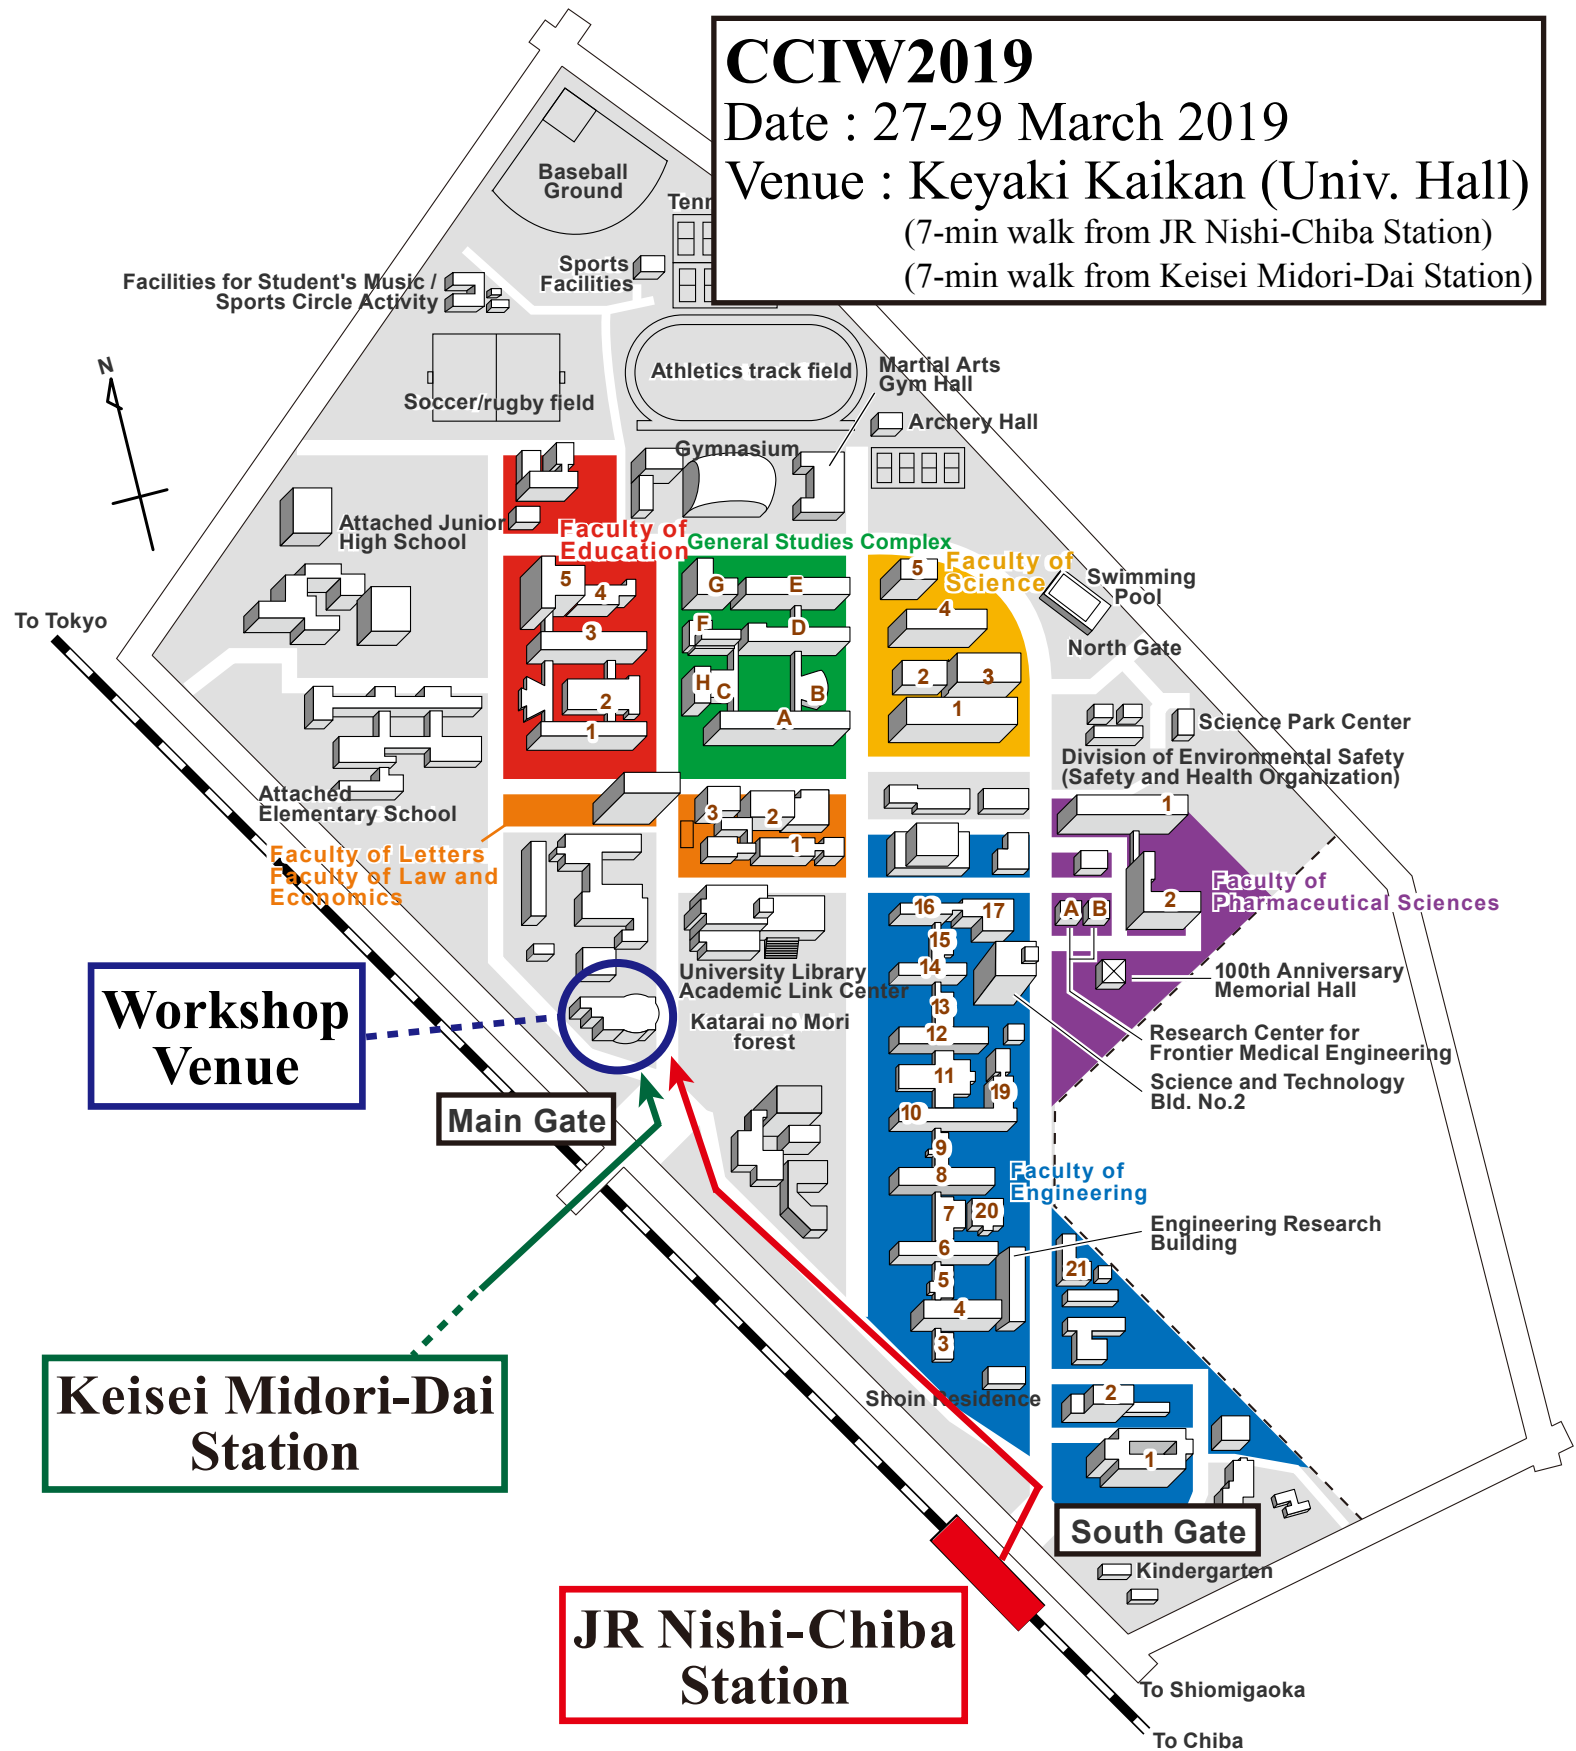 CCIW2019
Date : 27-29 March 2019
Venue : Keyaki Kaikan (Univ. Hall)
(7-min walk from JR Nishi-Chiba Station)
(7-min walk from Keisei Midori-Dai Station)
Baseball
Ground
Tenn
Sports
Facilities
Facilities for Student's Music /
Sports Circle Activity
N
Athletics track field
Martial Arts
Gym Hall
Soccer/rugby field
Archery Hall
Gymnasium
Attached Junior
High School
Faculty of
Education
General Studies Complex
Faculty of
Science
Swimming
Pool
North Gate
To Tokyo
5
4
3
2
1
G
E
F
D
H
C
B
A
5
4
2
3
1
Science Park Center
Division of Environmental Safety
(Safety and Health Organization)
Attached
Elementary School
3
2
1
1
Faculty of Letters
Faculty of Law and
Economics
Faculty of
Pharmaceutical Sciences
2
A
B
16
17
15
14
13
12
11
19
10
9
8
7
20
6
5
4
3
21
2
1
University Library
Academic Link Center
Katarai no Mori
forest
100th Anniversary
Memorial Hall
Research Center for
Frontier Medical Engineering
Science and Technology
Bld. No.2
Workshop
Venue
Main Gate
Faculty of
Engineering
Engineering Research
Building
Keisei Midori-Dai
Station
Shoin Residence
South Gate
Kindergarten
JR Nishi-Chiba
Station
To Shiomigaoka
To Chiba